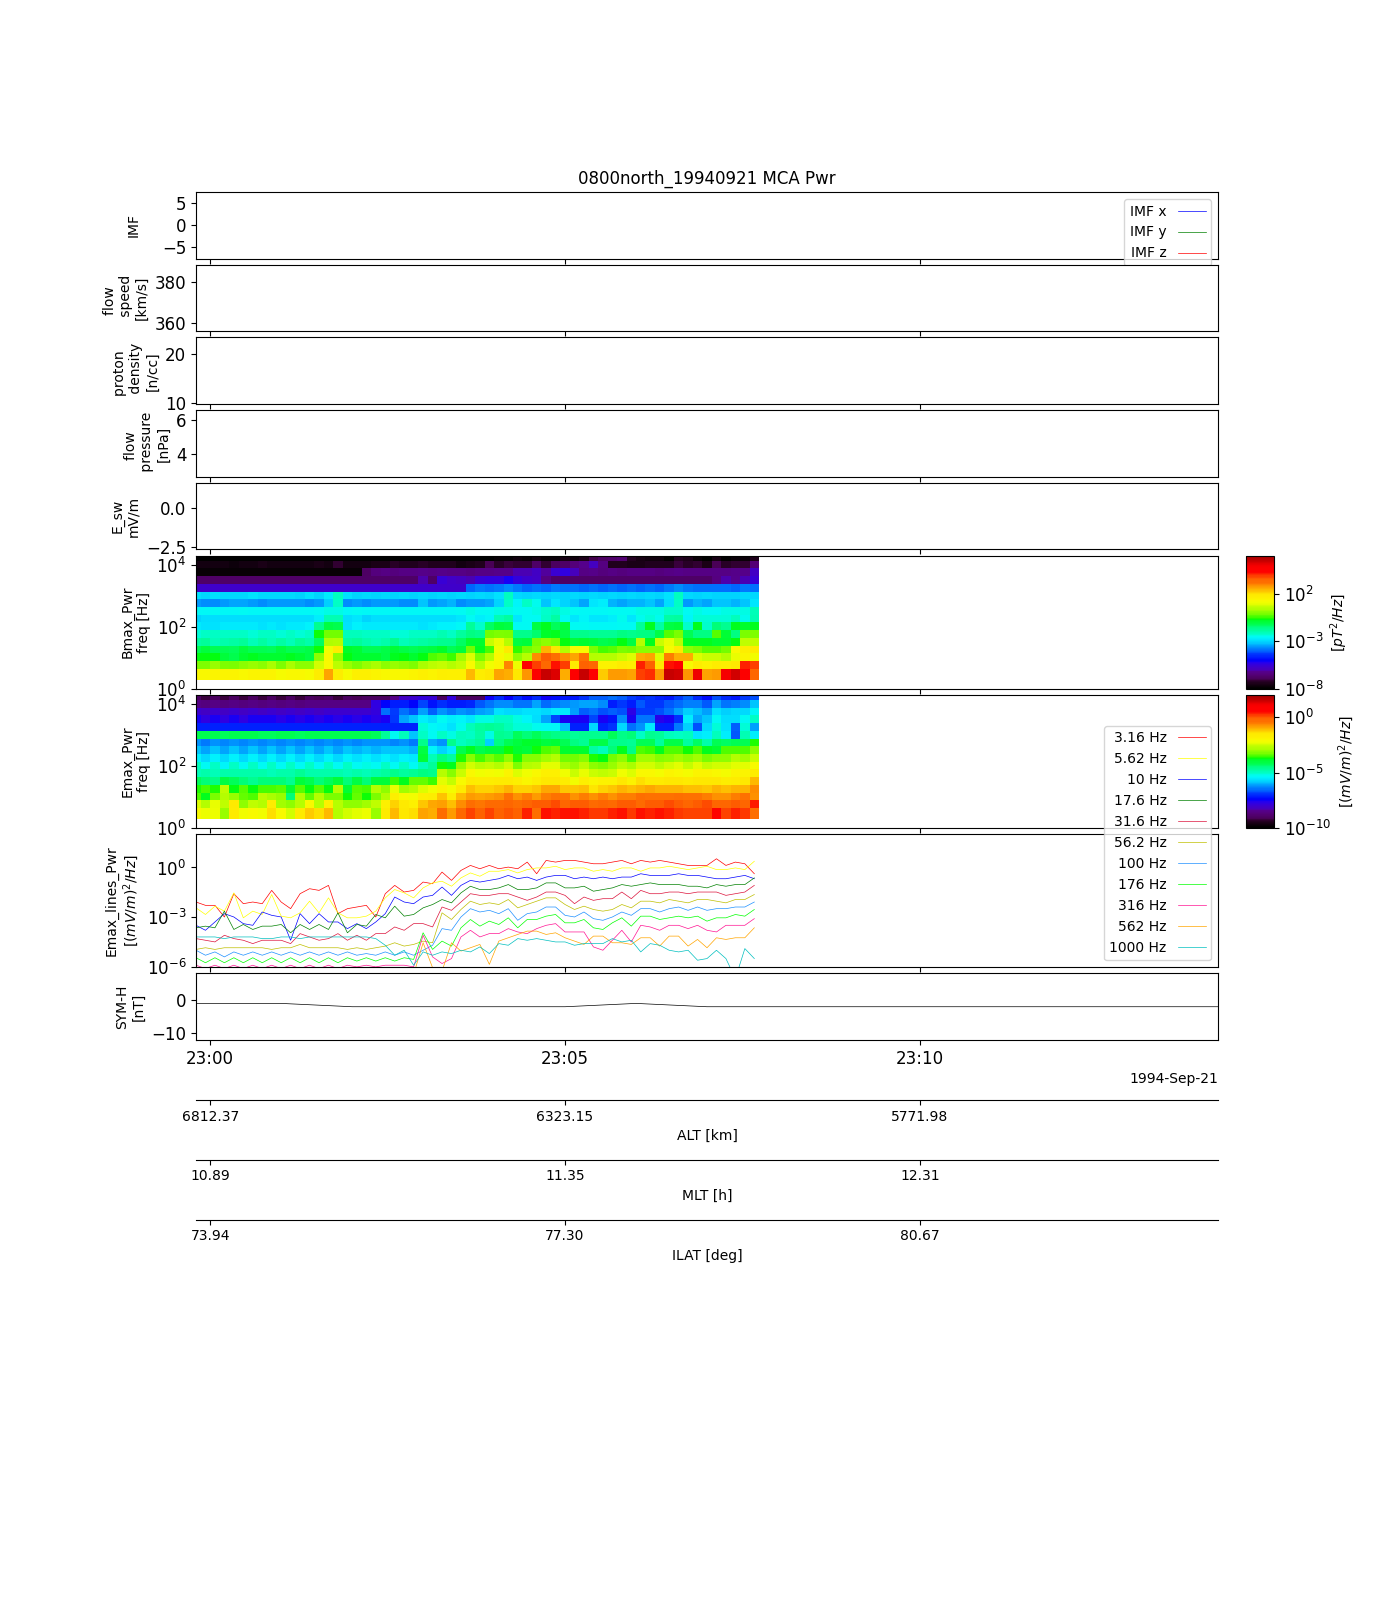 0800north_19940921 MCA Pwr
IMF
5
0
−5
IMF x
IMF y
IMF z
flow
speed
[km/s]
380
360
proton
density
[n/cc]
20
10
flow
pressure
[nPa]
6
4
E_sw
mV/m
0.0
−2.5
Bmax_Pwr
freq [Hz]
10^4
10^2
10^0
10^2
10^−3
10^−8
[pT^2/Hz]
Emax_Pwr
freq [Hz]
10^4
10^2
10^0
10^0
10^−5
10^−10
[(mV/m)^2/Hz]
3.16 Hz
5.62 Hz
10 Hz
17.6 Hz
31.6 Hz
56.2 Hz
100 Hz
176 Hz
316 Hz
562 Hz
1000 Hz
Emax_lines_Pwr
[(mV/m)^2/Hz]
10^0
10^−3
10^−6
SYM-H
[nT]
0
−10
23:00 23:05 23:10
1994-Sep-21
6812.37 6323.15 5771.98
ALT [km]
10.89 11.35 12.31
MLT [h]
73.94 77.30 80.67
ILAT [deg]